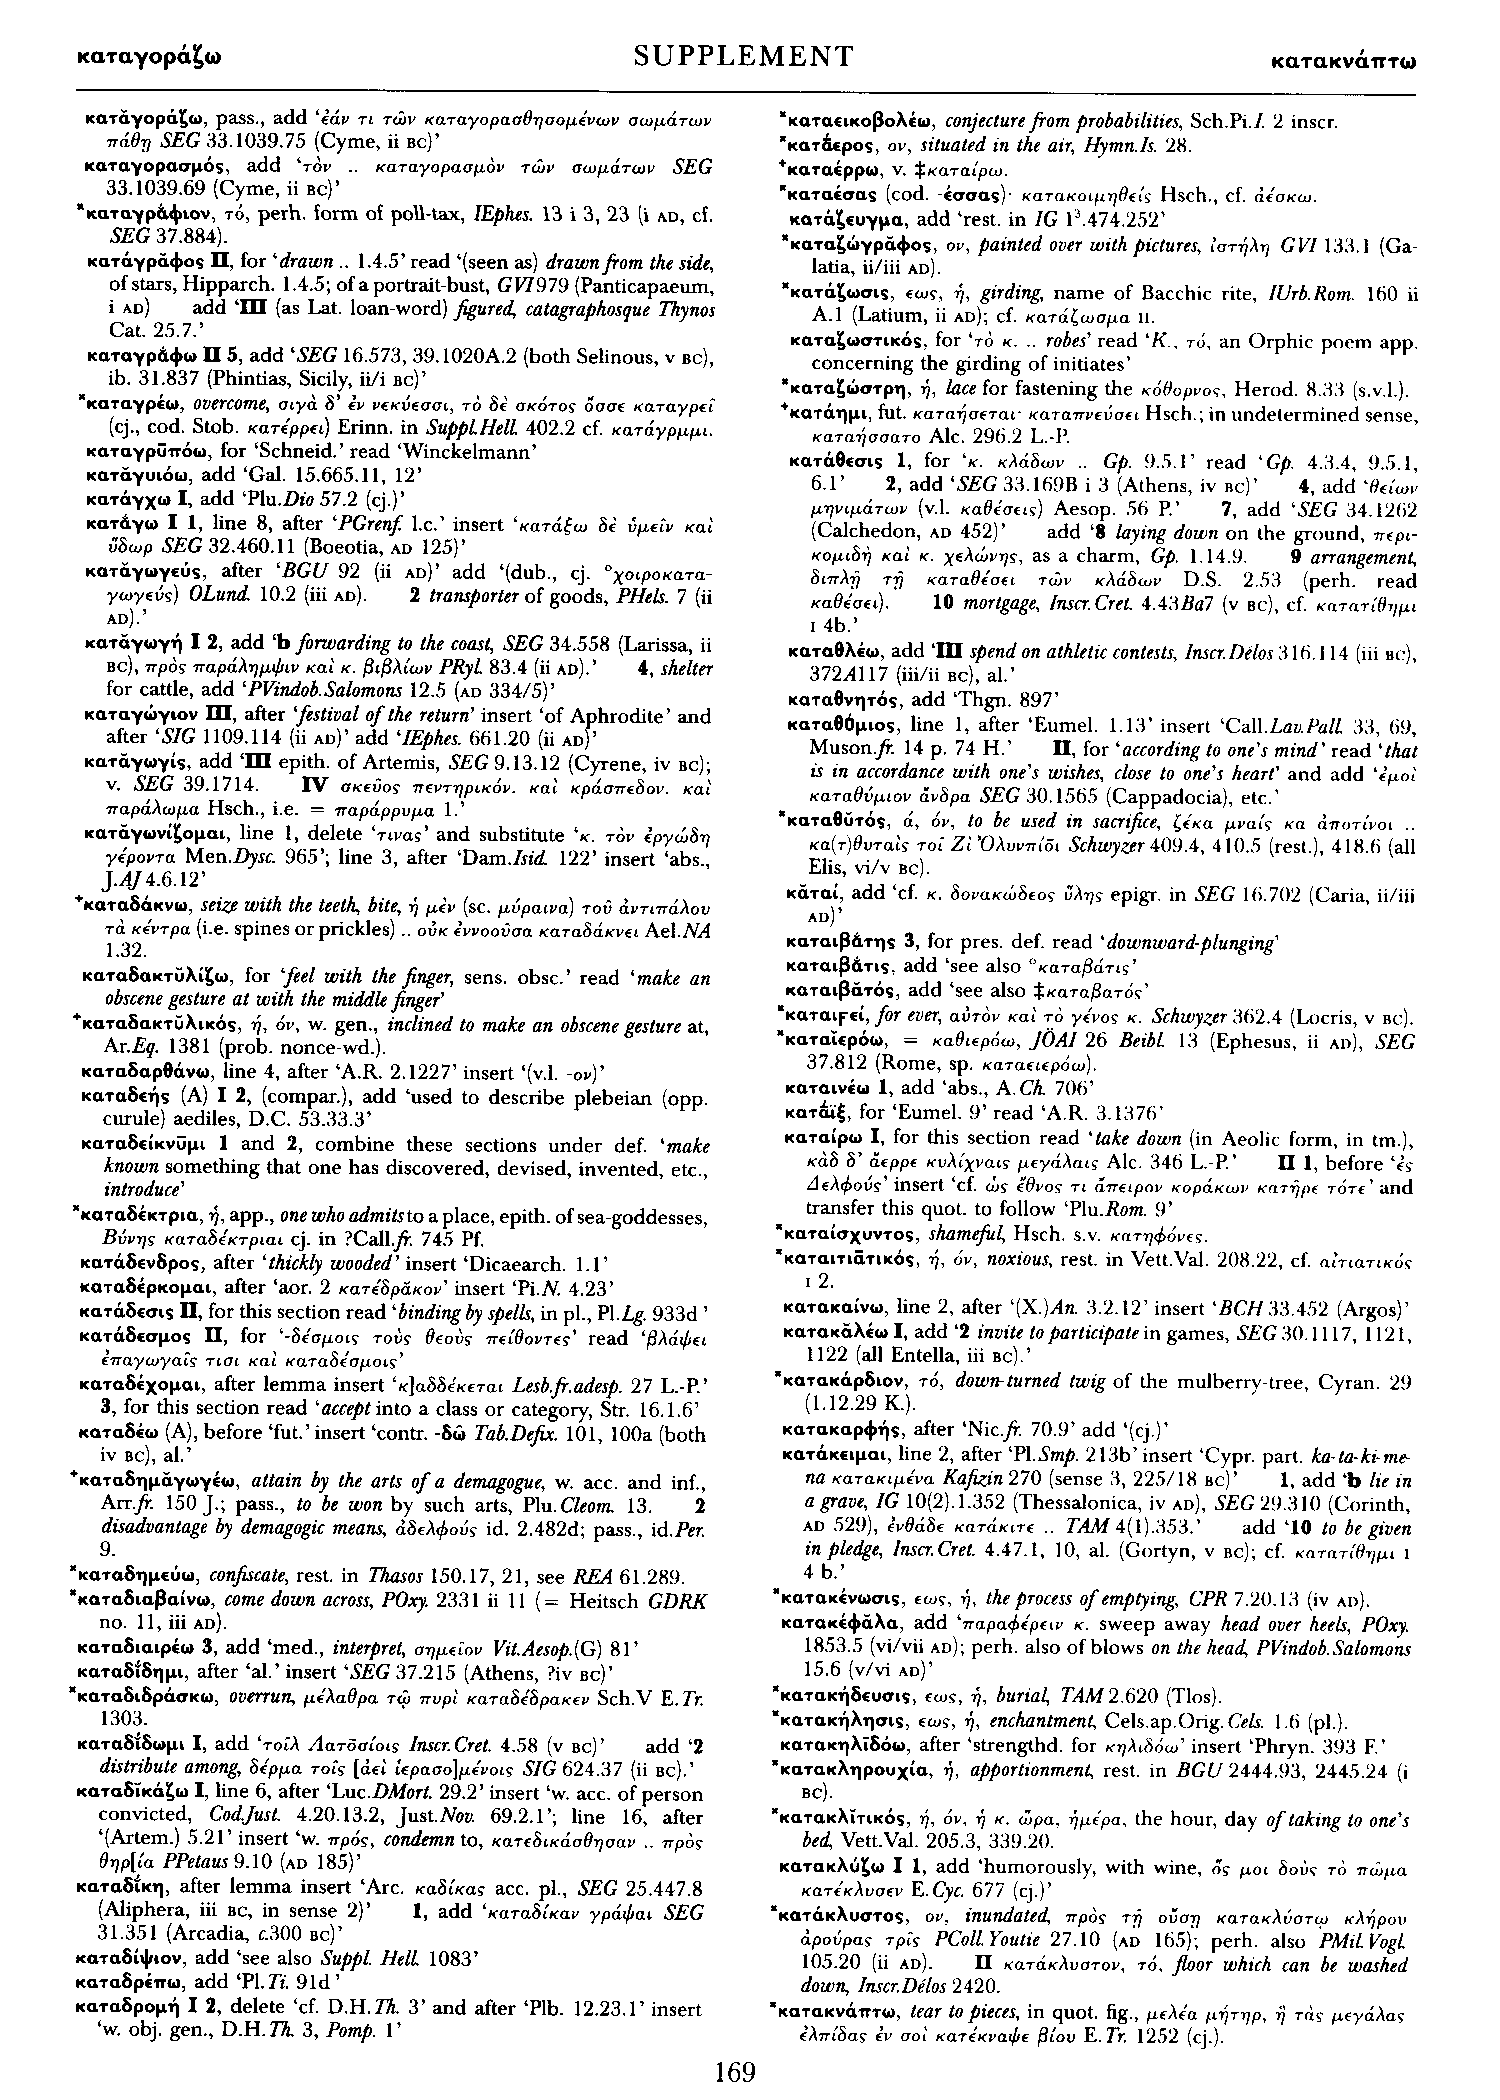 καταγοράζω SUPPLEMENT κατακνάπτω
κατᾰγοράζω, pass., add ‘ἐάν τι τῶν καταγορασθησομένων σωμάτων
πάθῃ SEG 33.1039.75 (Cyme, ii BC)’
καταγορασμός, add ‘τὸν .. καταγορασμὸν τῶν σωμάτων SEG
33.1039.69 (Cyme, ii BC)’
*καταγρᾰ́φιον, τό, perh. form of poll-tax, IEphes. 13 i 3, 23 (i AD, cf.
SEG 37.884).
κατάγρᾰφος II, for ‘drawn .. 1.4.5’ read ‘(seen as) drawn from the side,
of stars, Hipparch. 1.4.5; of a portrait-bust, GVI 979 (Panticapaeum,
i AD) add ‘III (as Lat. loan-word) figured, catagraphosque Thynos
Cat. 25.7.’
καταγρᾰ́φω II 5, add ‘SEG 16.573, 39.1020A.2 (both Selinous, v BC),
ib. 31.837 (Phintias, Sicily, ii/i BC)’
*καταγρέω, overcome, σιγὰ δ’ ἐν νεκύεσσι, τὸ δὲ σκότος ὄσσε καταγρεῖ
(cj., cod. Stob. κατέρρει) Erinn. in Suppl.Hell. 402.2 cf. κατάγρμμι.
καταγρῡπόω, for ‘Schneid.’ read ‘Winckelmann’
κατᾰγυιόω, add ‘Gal. 15.665.11, 12’
κατάγχω I, add ‘Plu.Dio 57.2 (cj.)’
κατάγω I 1, line 8, after ‘PGrenf. l.c.’ insert ‘κατάξω δὲ ὑμεῖν καὶ
ὕδωρ SEG 32.460.11 (Boeotia, AD 125)’
κατᾰγωγεύς, after ‘BGU 92 (ii AD)’ add ‘(dub., cj. °χοιροκατα-
γωγεύς) OLund. 10.2 (iii AD). 2 transporter of goods, PHels. 7 (ii
AD).’
κατᾰγωγή I 2, add ‘b forwarding to the coast, SEG 34.558 (Larissa, ii
BC), πρὸς παράλημψιν καὶ κ. βιβλίων PRyl. 83.4 (ii AD).’ 4, shelter
for cattle, add ‘PVindob.Salomons 12.5 (AD 334/5)’
καταγώγιον III, after ‘festival of the return’ insert ‘of Aphrodite’ and
after ‘SIG 1109.114 (ii AD)’ add ‘IEphes. 661.20 (ii AD)’
κατᾰγωγίς, add ‘III epith. of Artemis, SEG 9.13.12 (Cyrene, iv BC);
v. SEG 39.1714. IV σκεῦος πεντηρικόν. καὶ κράσπεδον. καὶ
παράλωμα Hsch., i.e. = παράρρυμα 1.’
κατᾰγωνίζομαι, line 1, delete ‘τινας’ and substitute ‘κ. τὸν ἐργώδη
γέροντα Men.Dysc. 965’; line 3, after ‘Dam.Isid. 122’ insert ‘abs.,
J.AJ 4.6.12’
⁺καταδάκνω, seize with the teeth, bite, ἡ μὲν (sc. μύραινα) τοῦ ἀντιπάλου
τὰ κέντρα (i.e. spines or prickles) .. οὐκ ἐννοοῦσα καταδάκνει Ael.NA
1.32.
καταδακτῠλίζω, for ‘feel with the finger, sens. obsc.’ read ‘make an
obscene gesture at with the middle finger’
⁺καταδακτῠλικός, ή, όν, w. gen., inclined to make an obscene gesture at,
Ar.Eq. 1381 (prob. nonce-wd.).
καταδαρθάνω, line 4, after ‘A.R. 2.1227’ insert ‘(v.l. -ον)’
καταδεής (A) I 2, (compar.), add ‘used to describe plebeian (opp.
curule) aediles, D.C. 53.33.3’
καταδείκνῡμι 1 and 2, combine these sections under def. ‘make
known something that one has discovered, devised, invented, etc.,
introduce’
*καταδέκτρια, ἡ, app., one who admits to a place, epith. of sea-goddesses,
Βύνης καταδέκτριαι cj. in ?Call.fr. 745 Pf.
κατάδενδρος, after ‘thickly wooded’ insert ‘Dicaearch. 1.1’
καταδέρκομαι, after ‘aor. 2 κατέδρᾰκον’ insert ‘Pi.N. 4.23’
κατάδεσις II, for this section read ‘binding by spells, in pl., Pl.Lg. 933d ’
κατάδεσμος II, for ‘-δέσμοις τοὺς θεοὺς πείθοντες’ read ‘βλάψει
ἐπαγωγαῖς τισι καὶ καταδέσμοις’
καταδέχομαι, after lemma insert ‘κ]αδδέκεται Lesb.fr.adesp. 27 L.-P.’
3, for this section read ‘accept into a class or category, Str. 16.1.6’
καταδέω (A), before ‘fut.’ insert ‘contr. -δῶ Tab.Defix. 101, 100a (both
iv BC), al.’
⁺καταδημᾰγωγέω, attain by the arts of a demagogue, w. acc. and inf.,
Arr.fr. 150 J.; pass., to be won by such arts, Plu.Cleom. 13. 2
disadvantage by demagogic means, ἀδελφούς id. 2.482d; pass., id.Per.
9.
*καταδημεύω, confiscate, rest. in Thasos 150.17, 21, see REA 61.289.
*καταδιαβαίνω, come down across, POxy. 2331 ii 11 (= Heitsch GDRK
no. 11, iii AD).
καταδιαιρέω 3, add ‘med., interpret, σημεῖον Vit.Aesop.(G) 81’
καταδίδημι, after ‘al.’ insert ‘SEG 37.215 (Athens, ?iv BC)’
*καταδιδράσκω, overrun, μέλαθρα τῷ πυρὶ καταδέδρακεν Sch.V E.Tr.
1303.
καταδίδωμι I, add ‘τοῖλ Λατōσίοις Inscr.Cret. 4.58 (v BC)’ add ‘2
distribute among, δέρμα τοῖς [ἀεὶ ἱερασο]μένοις SIG 624.37 (ii BC).’
καταδῐκάζω I, line 6, after ‘Luc.DMort. 29.2’ insert ‘w. acc. of person
convicted, Cod.Just. 4.20.13.2, Just.Nov. 69.2.1’; line 16, after
‘(Artem.) 5.21’ insert ‘w. πρός, condemn to, κατεδικάσθησαν .. πρὸς
θηρ[ία PPetaus 9.10 (AD 185)’
καταδῐ́κη, after lemma insert ‘Arc. καδίκας acc. pl., SEG 25.447.8
(Aliphera, iii BC, in sense 2)’ 1, add ‘καταδίκαν γράψαι SEG
31.351 (Arcadia, c.300 BC)’
καταδίψιον, add ‘see also Suppl. Hell. 1083’
καταδρέπω, add ‘Pl.Ti. 91d ’
καταδρομή I 2, delete ‘cf. D.H.Th. 3’ and after ‘Plb. 12.23.1’ insert
‘w. obj. gen., D.H.Th. 3, Pomp. 1’
*καταεικοβολέω, conjecture from probabilities, Sch.Pi.I. 2 inscr.
*κατᾱ́ερος, ον, situated in the air, Hymn.Is. 28.
⁺καταέρρω, v. ‡καταίρω.
*καταέσας (cod. -έσσας)· κατακοιμηθείς Hsch., cf. ἀέσκω.
κατάζευγμα, add ‘rest. in IG 1³.474.252’
*καταζώγρᾰφος, ον, painted over with pictures, ἰστήλη GVI 133.1 (Ga-
latia, ii/iii AD).
*κατάζωσις, εως, ἡ, girding, name of Bacchic rite, IUrb.Rom. 160 ii
A.1 (Latium, ii AD); cf. κατάζωσμα II.
καταζωστικός, for ‘τὸ κ. .. robes’ read ‘Κ., τό, an Orphic poem app.
concerning the girding of initiates’
*καταζώστρη, ἡ, lace for fastening the κόθορνος, Herod. 8.33 (s.v.l.).
⁺κατάημι, fut. καταήσεται· καταπνεύσει Hsch.; in undetermined sense,
καταήσσατο Alc. 296.2 L.-P.
κατάθεσις 1, for ‘κ. κλάδων .. Gp. 9.5.1’ read ‘Gp. 4.3.4, 9.5.1,
6.1’ 2, add ‘SEG 33.169B i 3 (Athens, iv BC)’ 4, add ‘θείων
μηνιμάτων (v.l. καθέσεις) Aesop. 56 P.’ 7, add ‘SEG 34.1262
(Calchedon, AD 452)’ add ‘8 laying down on the ground, περι-
κομιδὴ καὶ κ. χελώνης, as a charm, Gp. 1.14.9. 9 arrangement,
διπλῇ τῇ καταθέσει τῶν κλάδων D.S. 2.53 (perh. read
καθέσει). 10 mortgage, Inscr.Cret. 4.43Ba7 (v BC), cf. κατατίθημι
I 4b.’
καταθλέω, add ‘III spend on athletic contests, Inscr.Délos 316.114 (iii BC),
372A117 (iii/ii BC), al.’
καταθνητός, add ‘Thgn. 897’
καταθῡ́μιος, line 1, after ‘Eumel. 1.13’ insert ‘Call.Lav.Pall. 33, 69,
Muson.fr. 14 p. 74 H.’ II, for ‘according to one's mind’ read ‘that
is in accordance with one's wishes, close to one's heart’ and add ‘ἐμοὶ
καταθύμιον ἄνδρα SEG 30.1565 (Cappadocia), etc.’
*καταθῠτός, ά, όν, to be used in sacrifice, ζέκα μναίς κα ἀποτίνοι ..
κα(τ)θυταὶς τοῖ Ζὶ Ὀλυνπίōι Schwyzer 409.4, 410.5 (rest.), 418.6 (all
Elis, vi/v BC).
κᾰταί, add ‘cf. κ. δονακώδεος ὕλης epigr. in SEG 16.702 (Caria, ii/iii
AD)’
καταιβᾰ́της 3, for pres. def. read ‘downward-plunging’
καταιβᾰ́τις, add ‘see also °καταβάτις’
καταιβᾰτός, add ‘see also ‡καταβατός’
*καταιϝεί, for ever, αὐτὸν καὶ τὸ γένος κ. Schwyzer 362.4 (Locris, v BC).
*καταϊερόω, = καθιερόω, JÖAI 26 Beibl. 13 (Ephesus, ii AD), SEG
37.812 (Rome, sp. καταειερόω).
καταινέω 1, add ‘abs., A.Ch. 706’
κατᾶϊξ, for ‘Eumel. 9’ read ‘A.R. 3.1376’
καταίρω I, for this section read ‘take down (in Aeolic form, in tm.),
κὰδ δ’ ἄερρε κυλίχναις μεγάλαις Alc. 346 L.-P.’ II 1, before ‘ἐς
Δελφούς’ insert ‘cf. ὡς ἔθνος τι ἄπειρον κοράκων κατῆρε τότε’ and
transfer this quot. to follow ‘Plu.Rom. 9’
*καταίσχυντος, shameful, Hsch. s.v. κατηφόνες.
*καταιτιᾱτικός, ή, όν, noxious, rest. in Vett.Val. 208.22, cf. αἰτιατικός
I 2.
κατακαίνω, line 2, after ‘(X.)An. 3.2.12’ insert ‘BCH 33.452 (Argos)’
κατακᾰλέω I, add ‘2 invite to participate in games, SEG 30.1117, 1121,
1122 (all Entella, iii BC).’
*κατακάρδιον, τό, down-turned twig of the mulberry-tree, Cyran. 29
(1.12.29 K.).
κατακαρφής, after ‘Nic.fr. 70.9’ add ‘(cj.)’
κατάκειμαι, line 2, after ‘Pl.Smp. 213b’ insert ‘Cypr. part. ka-ta-ki-me-
na κατακιμένα Kafizin 270 (sense 3, 225/18 BC)’ 1, add ‘b lie in
a grave, IG 10(2).1.352 (Thessalonica, iv AD), SEG 29.310 (Corinth,
AD 529), ἐνθάδε κατάκιτε .. TAM 4(1).353.’ add ‘10 to be given
in pledge, Inscr.Cret. 4.47.1, 10, al. (Gortyn, v BC); cf. κατατίθημι I
4 b.’
*κατακένωσις, εως, ἡ, the process of emptying, CPR 7.20.13 (iv AD).
κατακέφᾰλα, add ‘παραφέρειν κ. sweep away head over heels, POxy.
1853.5 (vi/vii AD); perh. also of blows on the head, PVindob.Salomons
15.6 (v/vi AD)’
*κατακήδευσις, εως, ἡ, burial, TAM 2.620 (Tlos).
*κατακήλησις, εως, ἡ, enchantment, Cels.ap.Orig.Cels. 1.6 (pl.).
κατακηλῑδόω, after ‘strengthd. for κηλιδόω’ insert ‘Phryn. 393 F.’
*κατακληρουχία, ἡ, apportionment, rest. in BGU 2444.93, 2445.24 (i
BC).
*κατακλῐτικός, ή, όν, ἡ κ. ὥρα, ἡμέρα, the hour, day of taking to one's
bed, Vett.Val. 205.3, 339.20.
κατακλύζω I 1, add ‘humorously, with wine, ὅς μοι δοὺς τὸ πῶμα
κατέκλυσεν E.Cyc. 677 (cj.)’
*κατάκλυστος, ον, inundated, πρὸς τῇ οὔσῃ κατακλύστῳ κλήρου
ἀρούρας τρῖς PColl.Youtie 27.10 (AD 165); perh. also PMil.Vogl.
105.20 (ii AD). II κατάκλυστον, τό, floor which can be washed
down, Inscr.Délos 2420.
*κατακνάπτω, tear to pieces, in quot. fig., μελέα μήτηρ, ἣ τὰς μεγάλας
ἐλπίδας ἐν σοὶ κατέκναψε βίου E.Tr. 1252 (cj.).
169